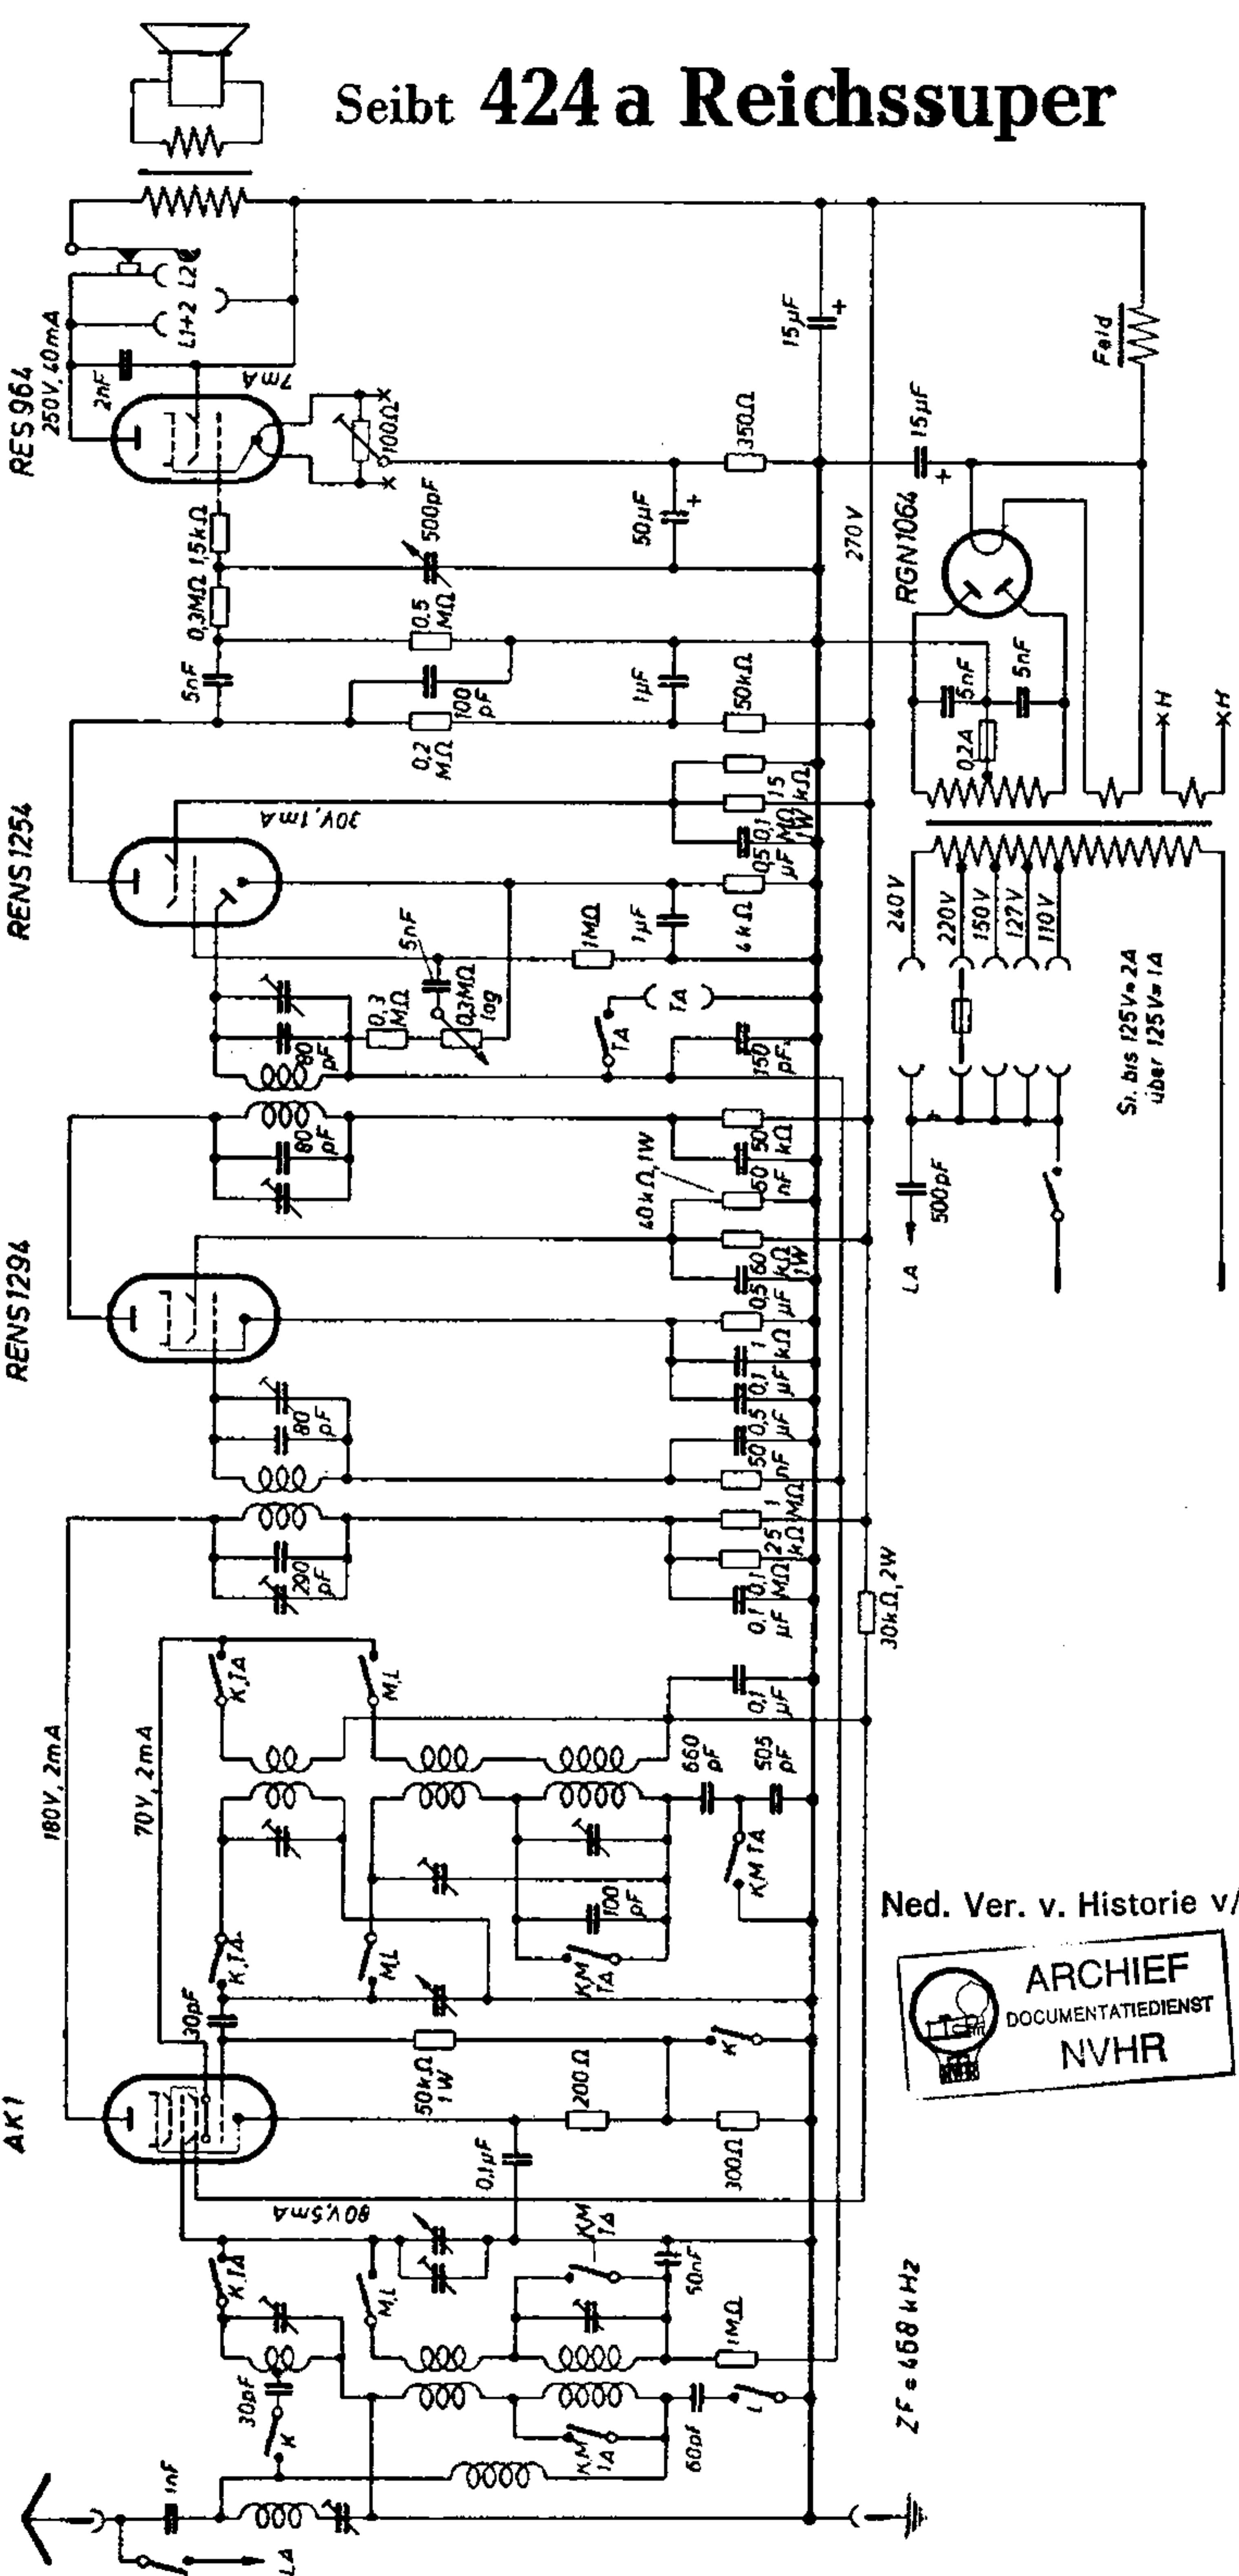 Seibt 424 a Reichssuper
RES964
250V, 40mA
2nF
L1+2
L2
7mA
100Ω
1,5kΩ
0,3MΩ
500pF
50µF
+
350Ω
15µF
+
Feld
15µF
+
270V
RGN1064
5nF
0,5
MΩ
100
pF
0,2
MΩ
1µF
50kΩ
5nF
5nF
0,2A
×H
×H
RENS1254
30V, 1mA
15
kΩ
0,1
MΩ
1W
0,5
µF
4kΩ
1µF
1MΩ
5nF
0,3
MΩ
0,3MΩ
log
TA
TA
150
pF
80
pF
80
pF
240V
220V
150V
127V
110V
Si. bis 125V=2A
über 125V=1A
500pF
LA
RENS1294
50
kΩ
50
nF
40kΩ,1W
60
kΩ
1W
0,5
µF
1
kΩ
0,1
µF
0,5
µF
50
nF
1
MΩ
25
kΩ
0,1
MΩ
0,1
µF
80
pF
290
pF
30kΩ, 2W
180V, 2mA
70V, 2mA
K,TA
M,L
0,1
µF
660
pF
505
pF
K M TA
100
pF
KM
TA
K,TA
M,L
30pF
AK1
50kΩ
1W
200Ω
K
300Ω
0,1µF
80V,5mA
K,TA
M,L
KM
TA
50nF
1MΩ
30pF
K
KM
TA
60pF
L
1nF
LA
ZF = 468 kHz
Ned. Ver. v. Historie v/
ARCHIEF
DOCUMENTATIEDIENST
NVHR